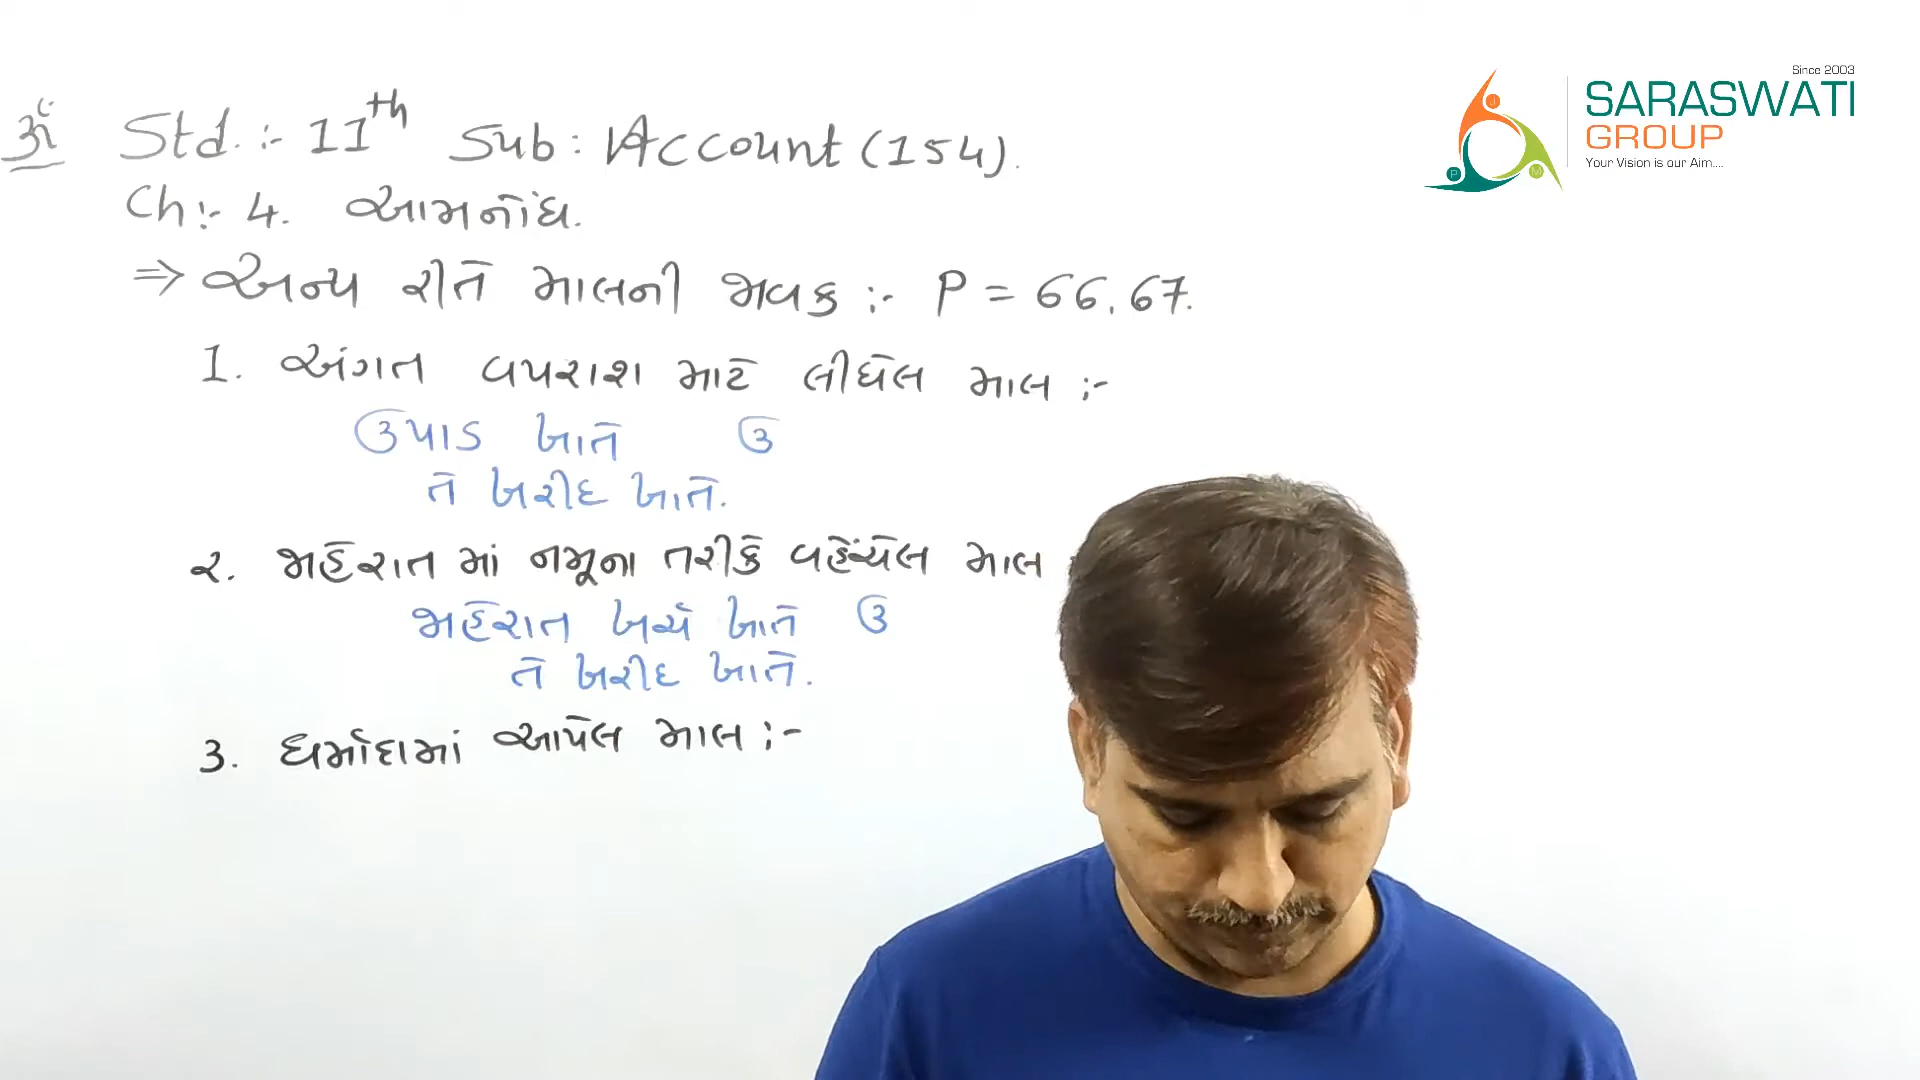 ૐ Std. :- 11th Sub : Account (154).
Ch :- 4. આમનોંધ.
⇒ અન્ય રીતે માલની જાવક :- P = 66, 67.
1. અંગત વપરાશ માટે લીધેલ માલ :-
ઉપાડ ખાતે ઉ
તે ખરીદ ખાતે.
૨. જાહેરાત માં નમૂના તરીકે વહેંચેલ માલ
જાહેરાત ખર્ચ ખાતે ઉ
તે ખરીદ ખાતે.
3. ધર્માદામાં આપેલ માલ :-
Since 2003
SARASWATI
GROUP
Your Vision is our Aim....
J
P
M